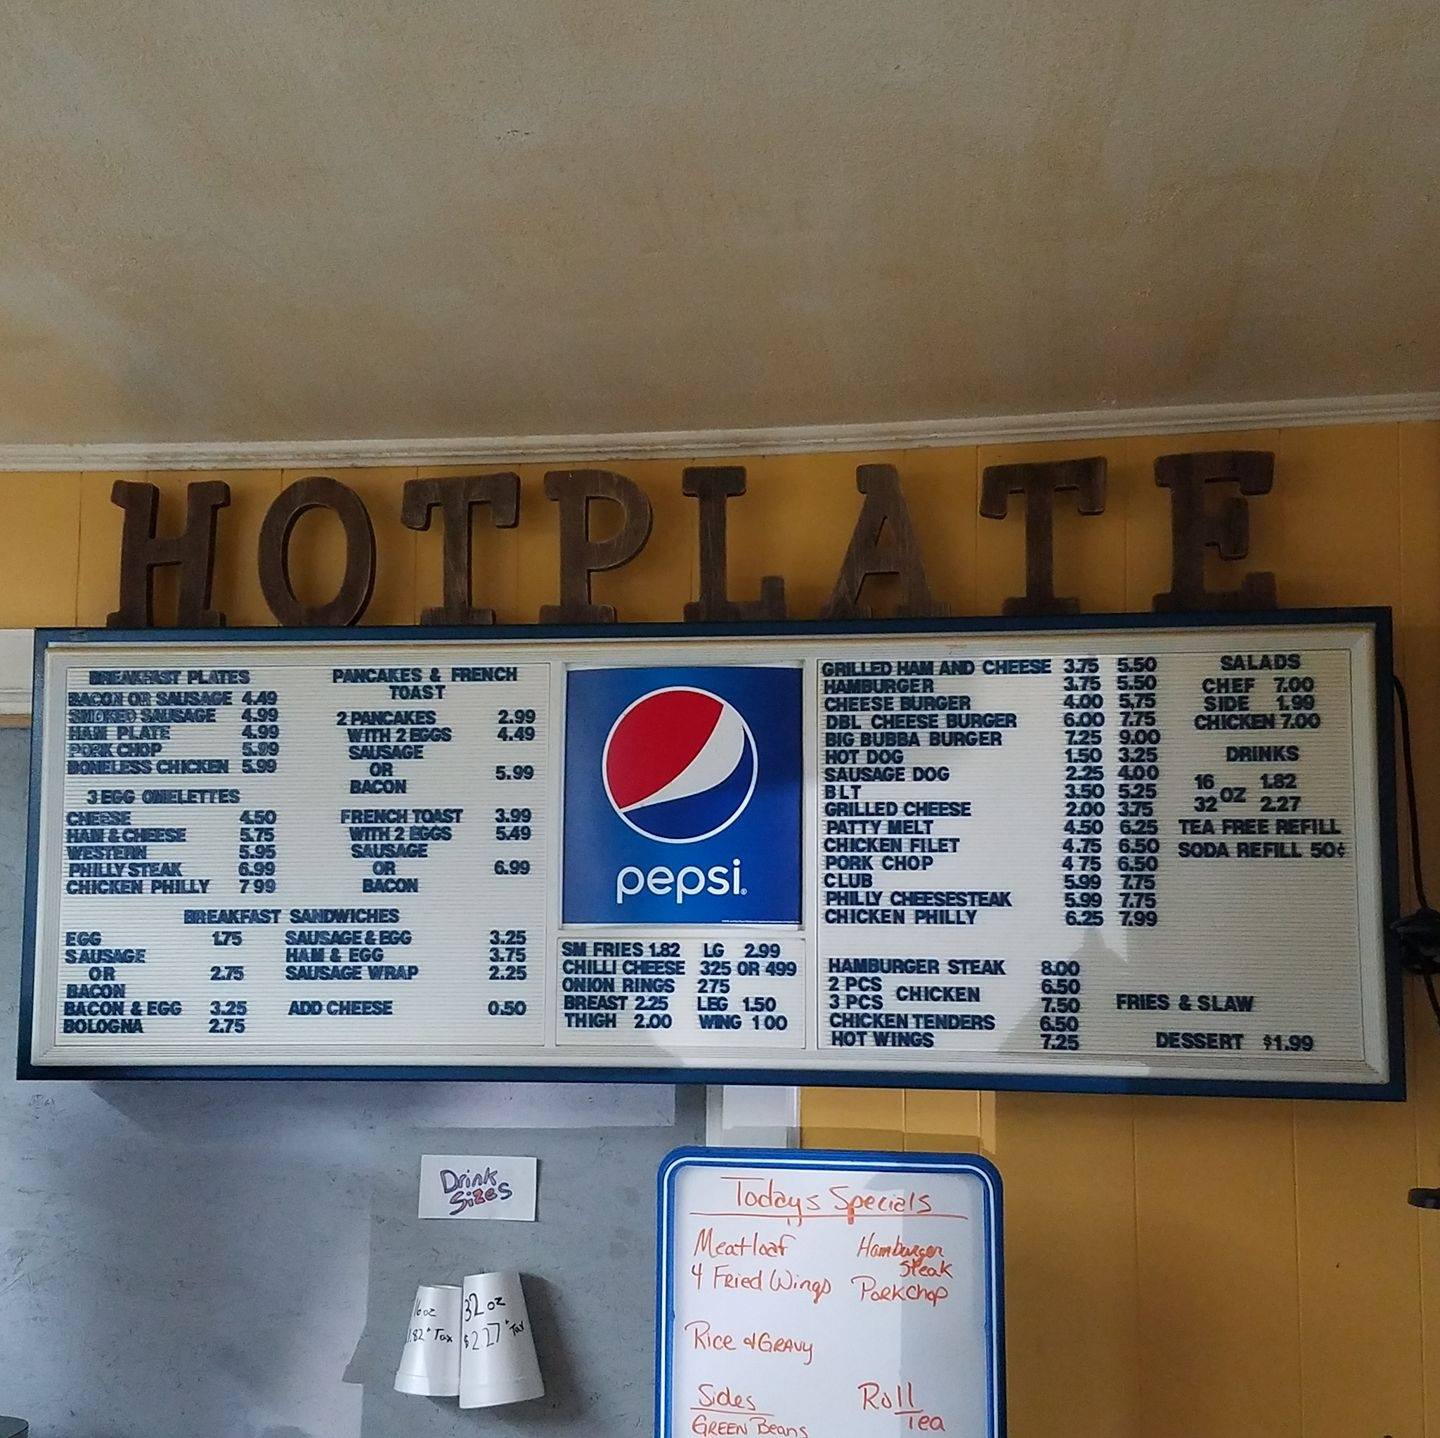 HOTPLATE
BREAKFAST PLATES
BACON OR SAUSAGE 4.49
SMOKED SAUSAGE 4.99
HAM PLATE 4.99
PORK CHOP 5.99
BONELESS CHICKEN 5.99
3 EGG OMELETTES
CHEESE 4.50
HAM & CHEESE 5.75
WESTERN 5.95
PHILLY STEAK 6.99
CHICKEN PHILLY 7 99
PANCAKES & FRENCH
TOAST
2 PANCAKES 2.99
WITH 2 EGGS 4.49
SAUSAGE
OR 5.99
BACON
FRENCH TOAST 3.99
WITH 2 EGGS 5.49
SAUSAGE
OR 6.99
BACON
BREAKFAST SANDWICHES
EGG 1.75
SAUSAGE
OR 2.75
BACON
BACON & EGG 3.25
BOLOGNA 2.75
SAUSAGE & EGG 3.25
HAM & EGG 3.75
SAUSAGE WRAP 2.25
ADD CHEESE 0.50
pepsi
SM FRIES 1.82 LG 2.99
CHILLI CHEESE 325 OR 499
ONION RINGS 275
BREAST 2.25 LEG 1.50
THIGH 2.00 WING 1 00
GRILLED HAM AND CHEESE 3.75 5.50
HAMBURGER 3.75 5.50
CHEESE BURGER 4.00 5.75
DBL CHEESE BURGER 6.00 7.75
BIG BUBBA BURGER 7.25 9.00
HOT DOG 1.50 3.25
SAUSAGE DOG 2.25 4.00
BLT 3.50 5.25
GRILLED CHEESE 2.00 3.75
PATTY MELT 4.50 6.25
CHICKEN FILET 4.75 6.50
PORK CHOP 4 75 6.50
CLUB 5.99 7.75
PHILLY CHEESESTEAK 5.99 7.75
CHICKEN PHILLY 6.25 7.99
SALADS
CHEF 7.00
SIDE 1.99
CHICKEN 7.00
DRINKS
16 OZ 1.82
32 2.27
TEA FREE REFILL
SODA REFILL 50¢
HAMBURGER STEAK 8.00
2 PCS CHICKEN 6.50
3 PCS 7.50
CHICKEN TENDERS 6.50
HOT WINGS 7.25
FRIES & SLAW
DESSERT $1.99
Drink
Sizes
16oz
1.82 + Tax
32 oz
$2.27 + Tax
Todays Specials
Meatloaf
4 Fried Wings
Rice & GRAVY
Hamburger
Steak
Porkchop
Sides
GREEN Beans
Roll
Tea